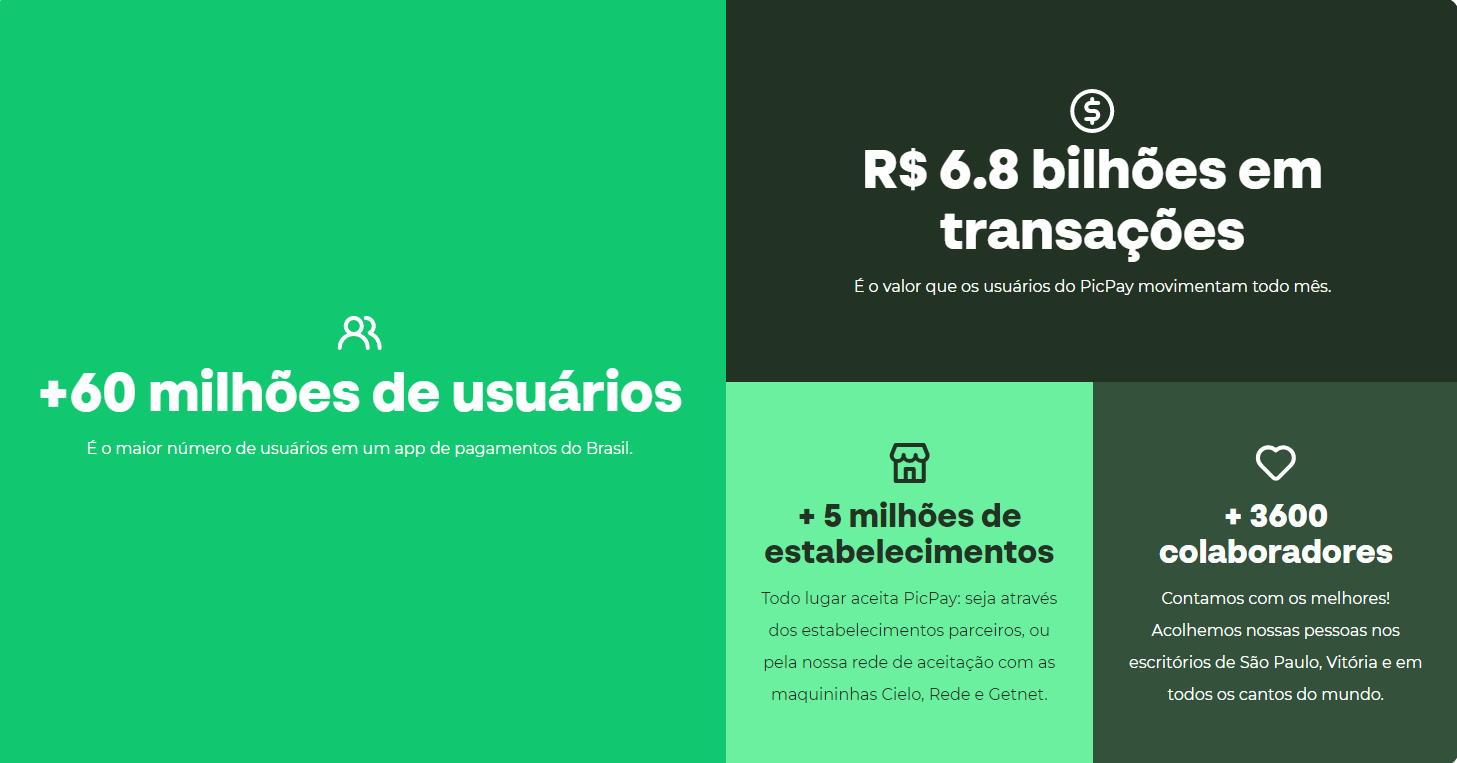 +60 milhões de usuários
É o maior número de usuários em um app de pagamentos do Brasil.
R$ 6.8 bilhões em
transações
É o valor que os usuários do PicPay movimentam todo mês.
+ 5 milhões de
estabelecimentos
Todo lugar aceita PicPay: seja através
dos estabelecimentos parceiros, ou
pela nossa rede de aceitação com as
maquininhas Cielo, Rede e Getnet.
+ 3600
colaboradores
Contamos com os melhores!
Acolhemos nossas pessoas nos
escritórios de São Paulo, Vitória e em
todos os cantos do mundo.